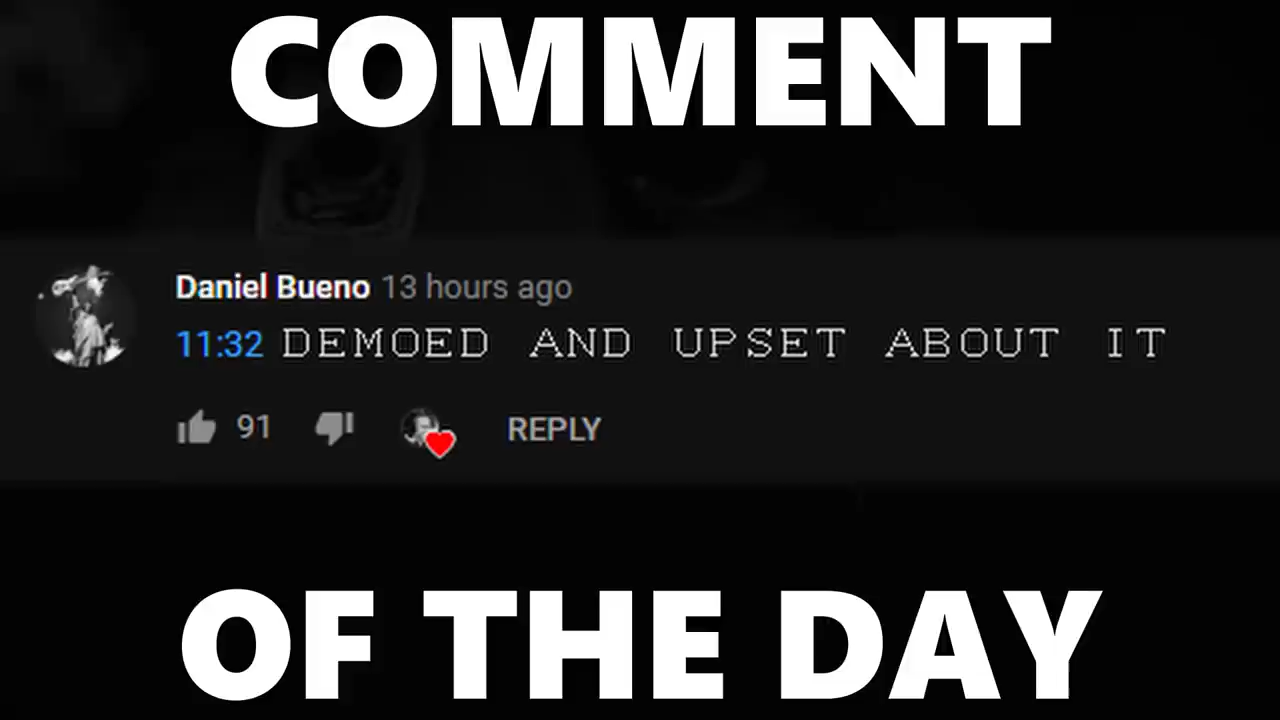 COMMENT
Daniel Bueno 13 hours ago
11:32 DEMOED AND UPSET ABOUT IT
91 REPLY
OF THE DAY